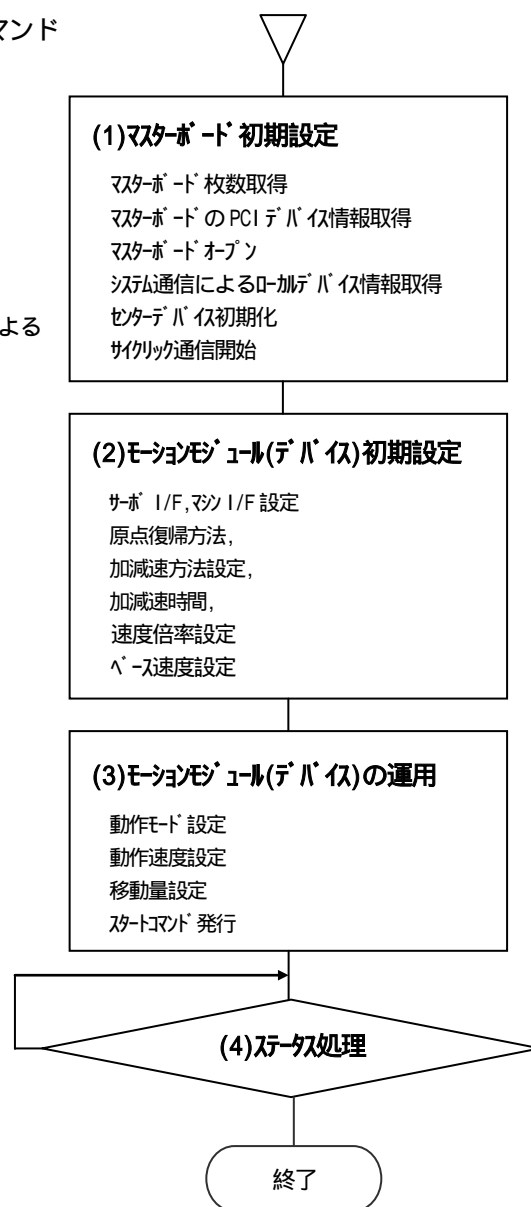 マンド
(1)ﾏｽﾀｰﾎﾞｰﾄﾞ初期設定
ﾏｽﾀｰﾎﾞｰﾄﾞ枚数取得
ﾏｽﾀｰﾎﾞｰﾄﾞのPCIﾃﾞﾊﾞｲｽ情報取得
ﾏｽﾀｰﾎﾞｰﾄﾞｵｰﾌﾟﾝ
ｼｽﾃﾑ通信によるﾛｰｶﾙﾃﾞﾊﾞｲｽ情報取得
よる
ｾﾝﾀｰﾃﾞﾊﾞｲｽ初期化
ｻｲｸﾘｯｸ通信開始
(2)ﾓｰｼｮﾝﾓｼﾞｭｰﾙ(ﾃﾞﾊﾞｲｽ)初期設定
ｻｰﾎﾞI/F,ﾏｼﾝI/F設定
原点復帰方法,
加減速方法設定,
加減速時間,
速度倍率設定
ﾍﾞｰｽ速度設定
(3)ﾓｰｼｮﾝﾓｼﾞｭｰﾙ(ﾃﾞﾊﾞｲｽ)の運用
動作ﾓｰﾄﾞ設定
動作速度設定
移動量設定
ｽﾀｰﾄｺﾏﾝﾄﾞ発行
(4)ｽﾃｰﾀｽ処理
終了